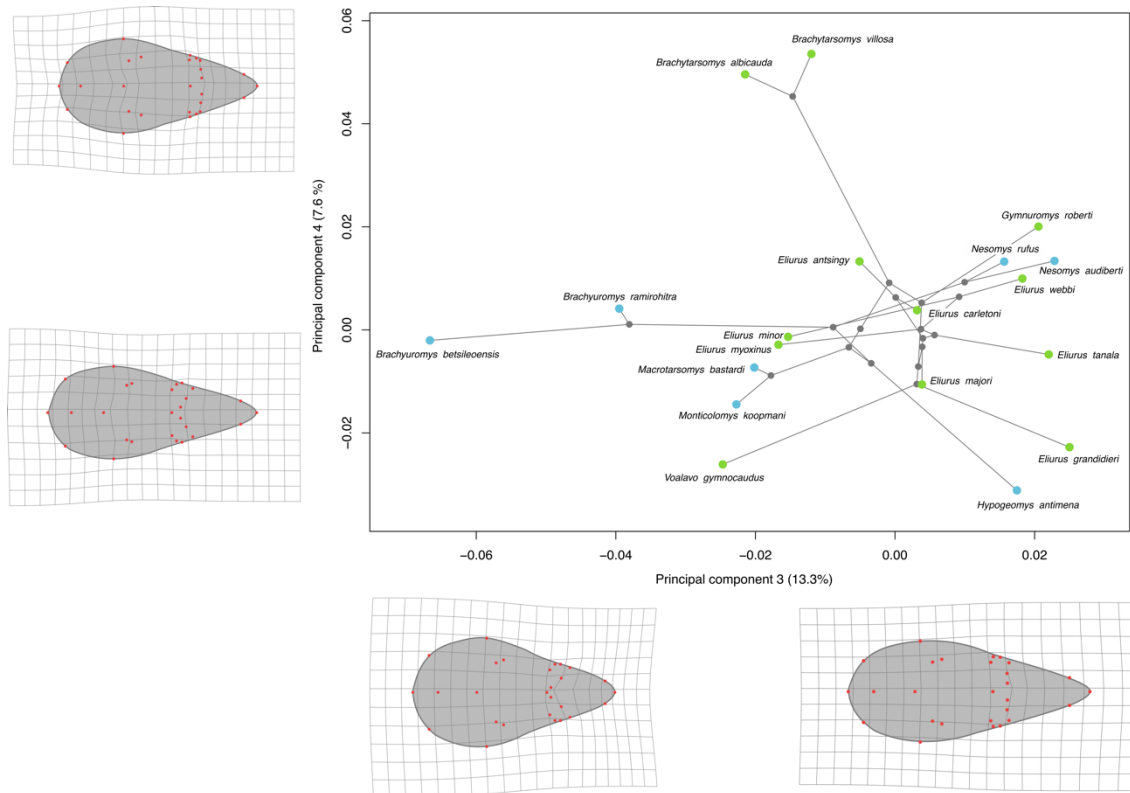 0.06
0.04
0.02
0.00
−0.02
Principal component 4 (7.6 %)
Brachytarsomys villosa
Brachytarsomys albicauda
Gymnuromys roberti
Nesomys rufus
Eliurus antsingy
Nesomys audiberti
Eliurus webbi
Brachyuromys ramirohitra
Eliurus carletoni
Eliurus minor
Brachyuromys betsileoensis
Eliurus myoxinus
Eliurus tanala
Macrotarsomys bastardi
Eliurus majori
Monticolomys koopmani
Eliurus grandidieri
Voalavo gymnocaudus
Hypogeomys antimena
−0.06 −0.04 −0.02 0.00 0.02
Principal component 3 (13.3%)